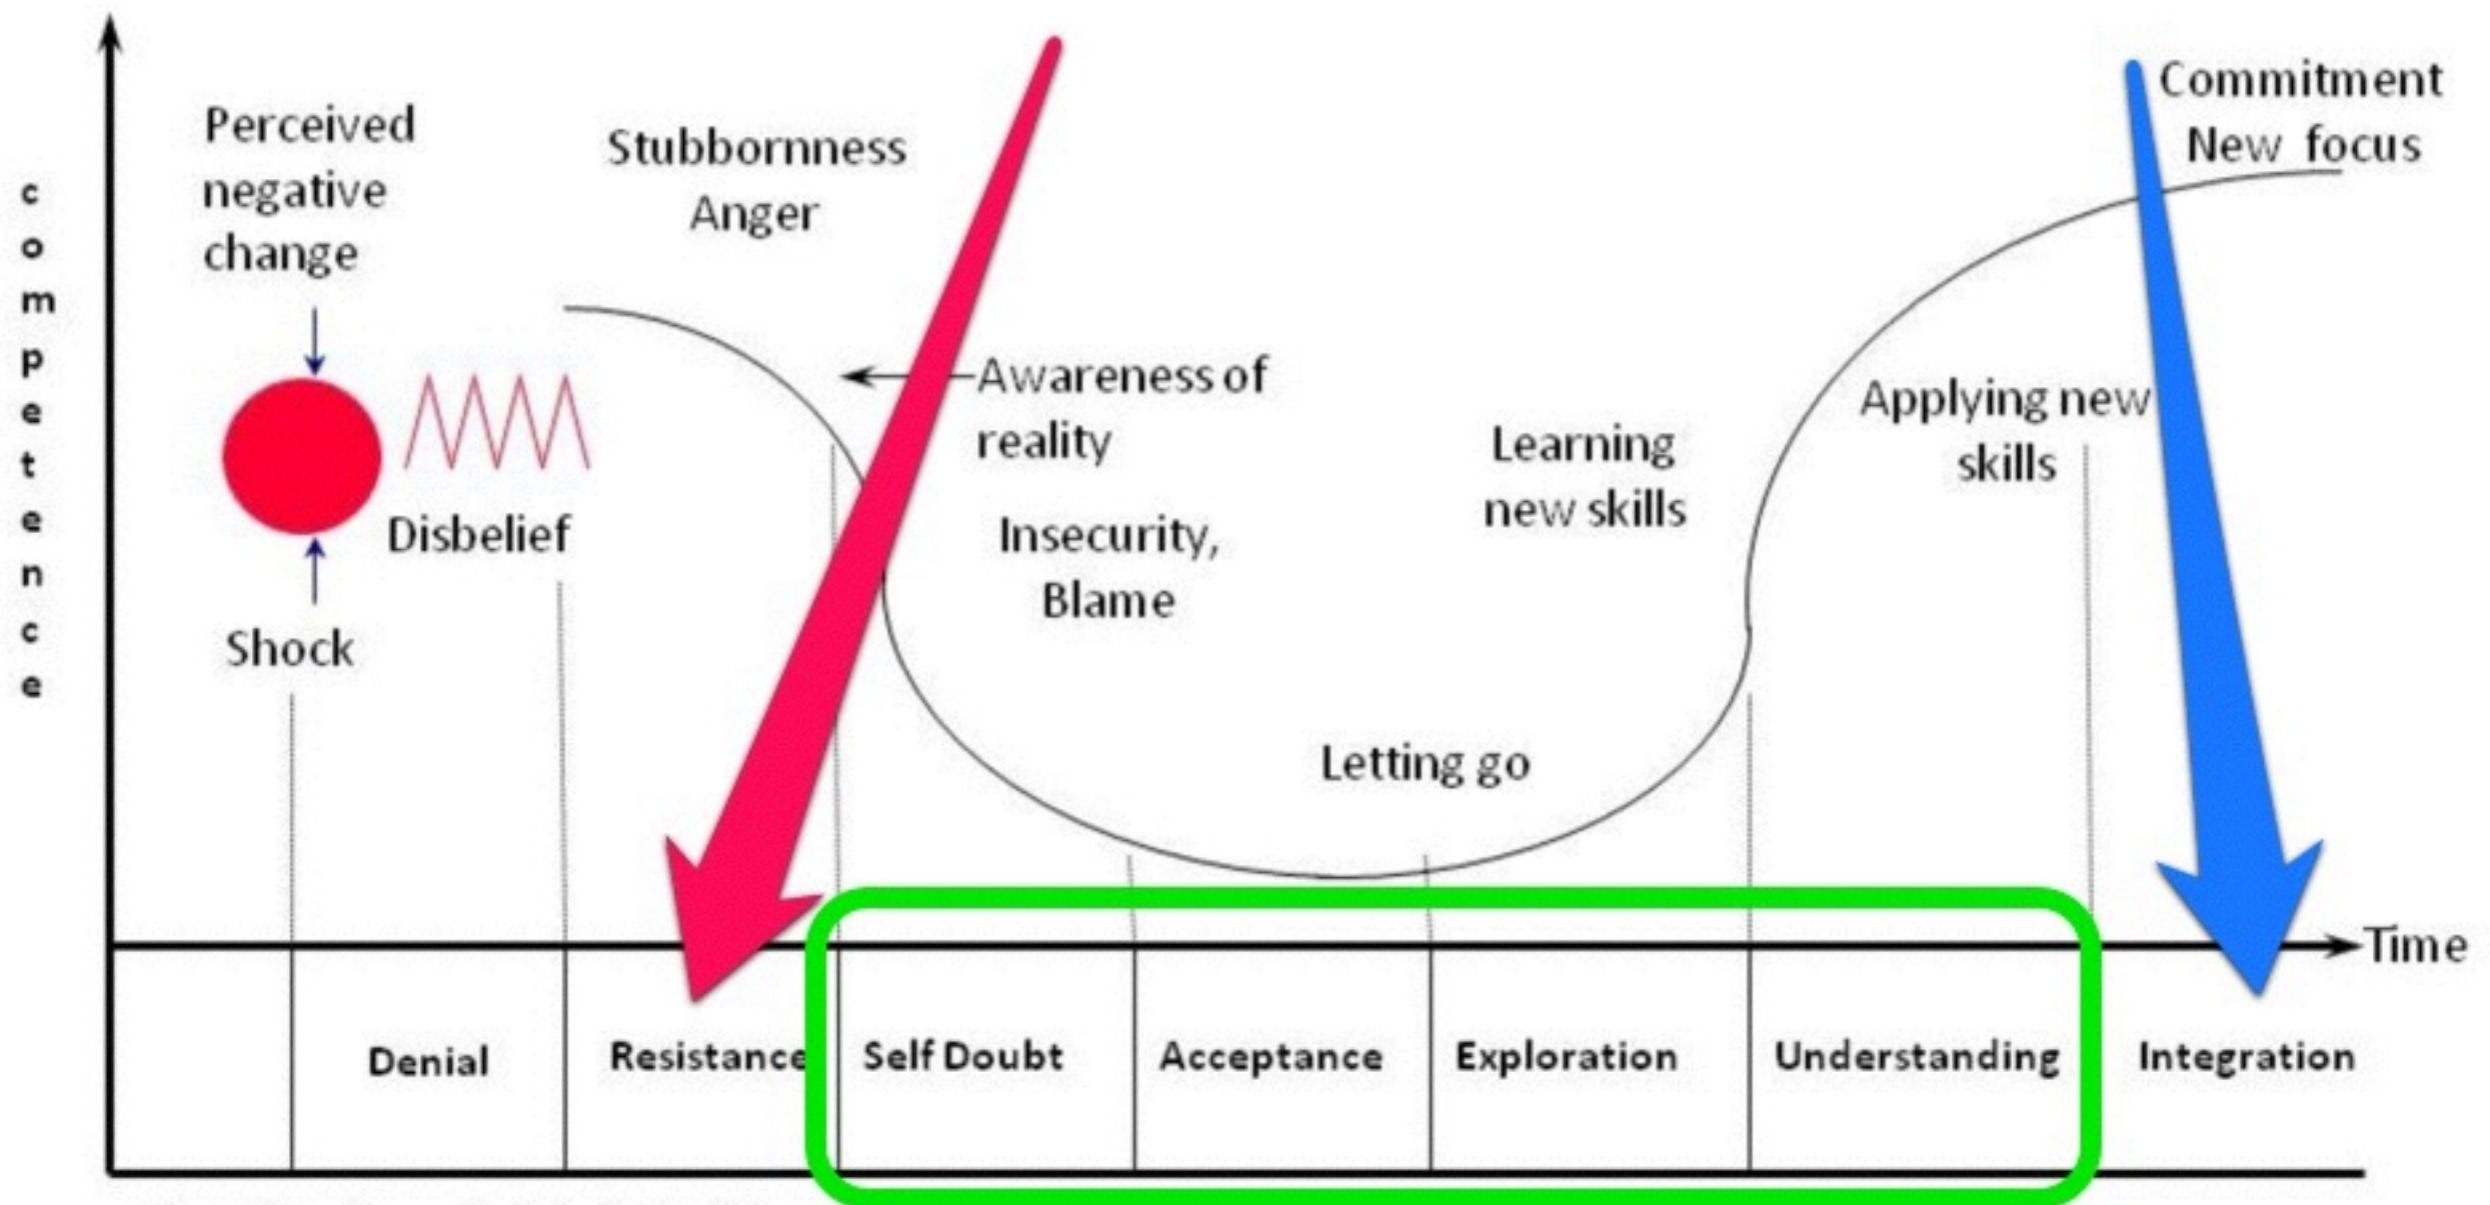 competence
Perceived
negative
change
Shock
Disbelief
Stubbornness
Anger
Awareness of
reality
Insecurity,
Blame
Letting go
Learning
new skills
Applying new
skills
Commitment
New focus
Time
Denial
Resistance
Self Doubt
Acceptance
Exploration
Understanding
Integration